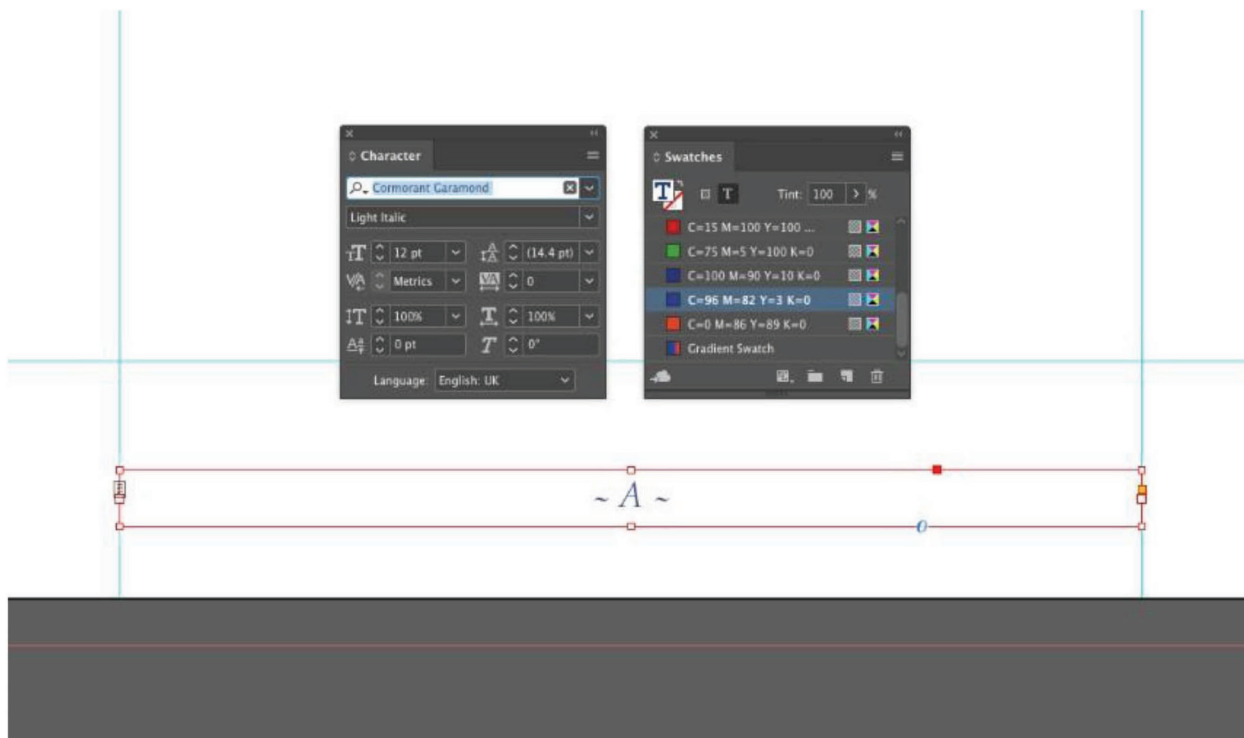 Character
Cormorant Garamond
Light Italic
12 pt (14.4 pt)
Metrics 0
100% 100%
0 pt 0°
Language: English: UK
Swatches
Tint: 100 > %
C=15 M=100 Y=100 ...
C=75 M=5 Y=100 K=0
C=100 M=90 Y=10 K=0
C=96 M=82 Y=3 K=0
C=0 M=86 Y=89 K=0
Gradient Swatch
~ A ~